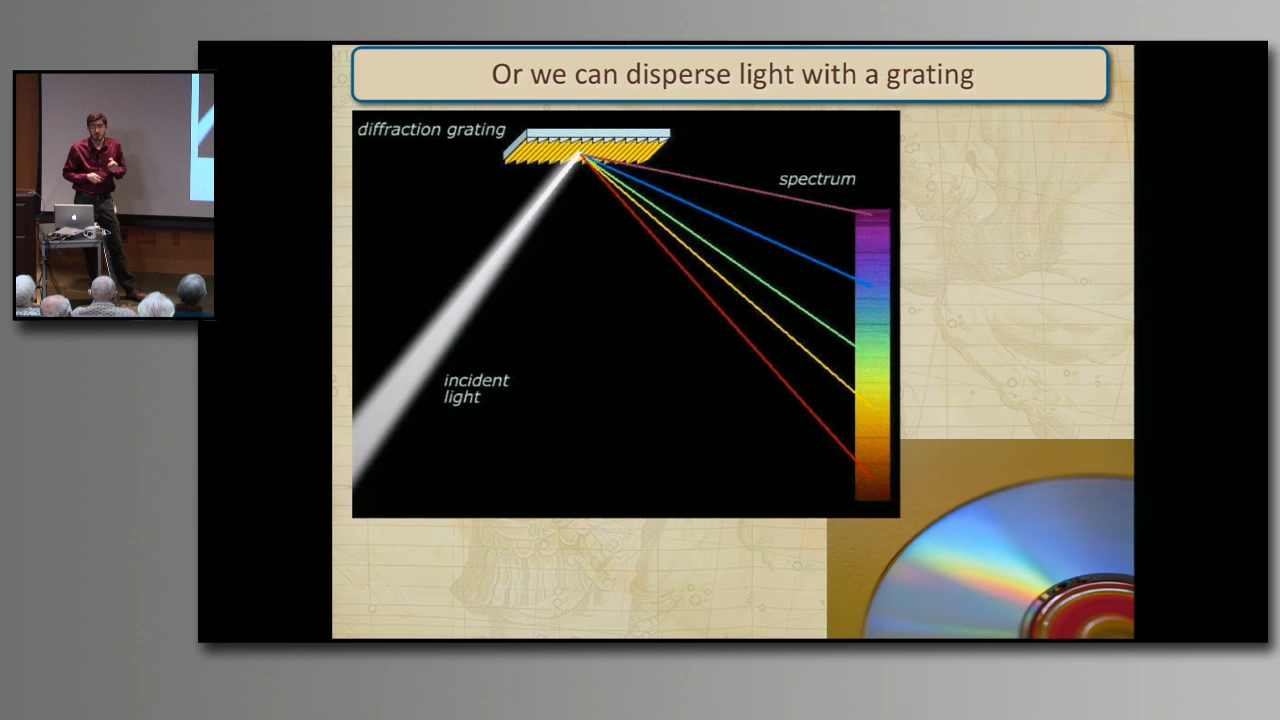 Or we can disperse light with a grating
diffraction grating
spectrum
incident
light